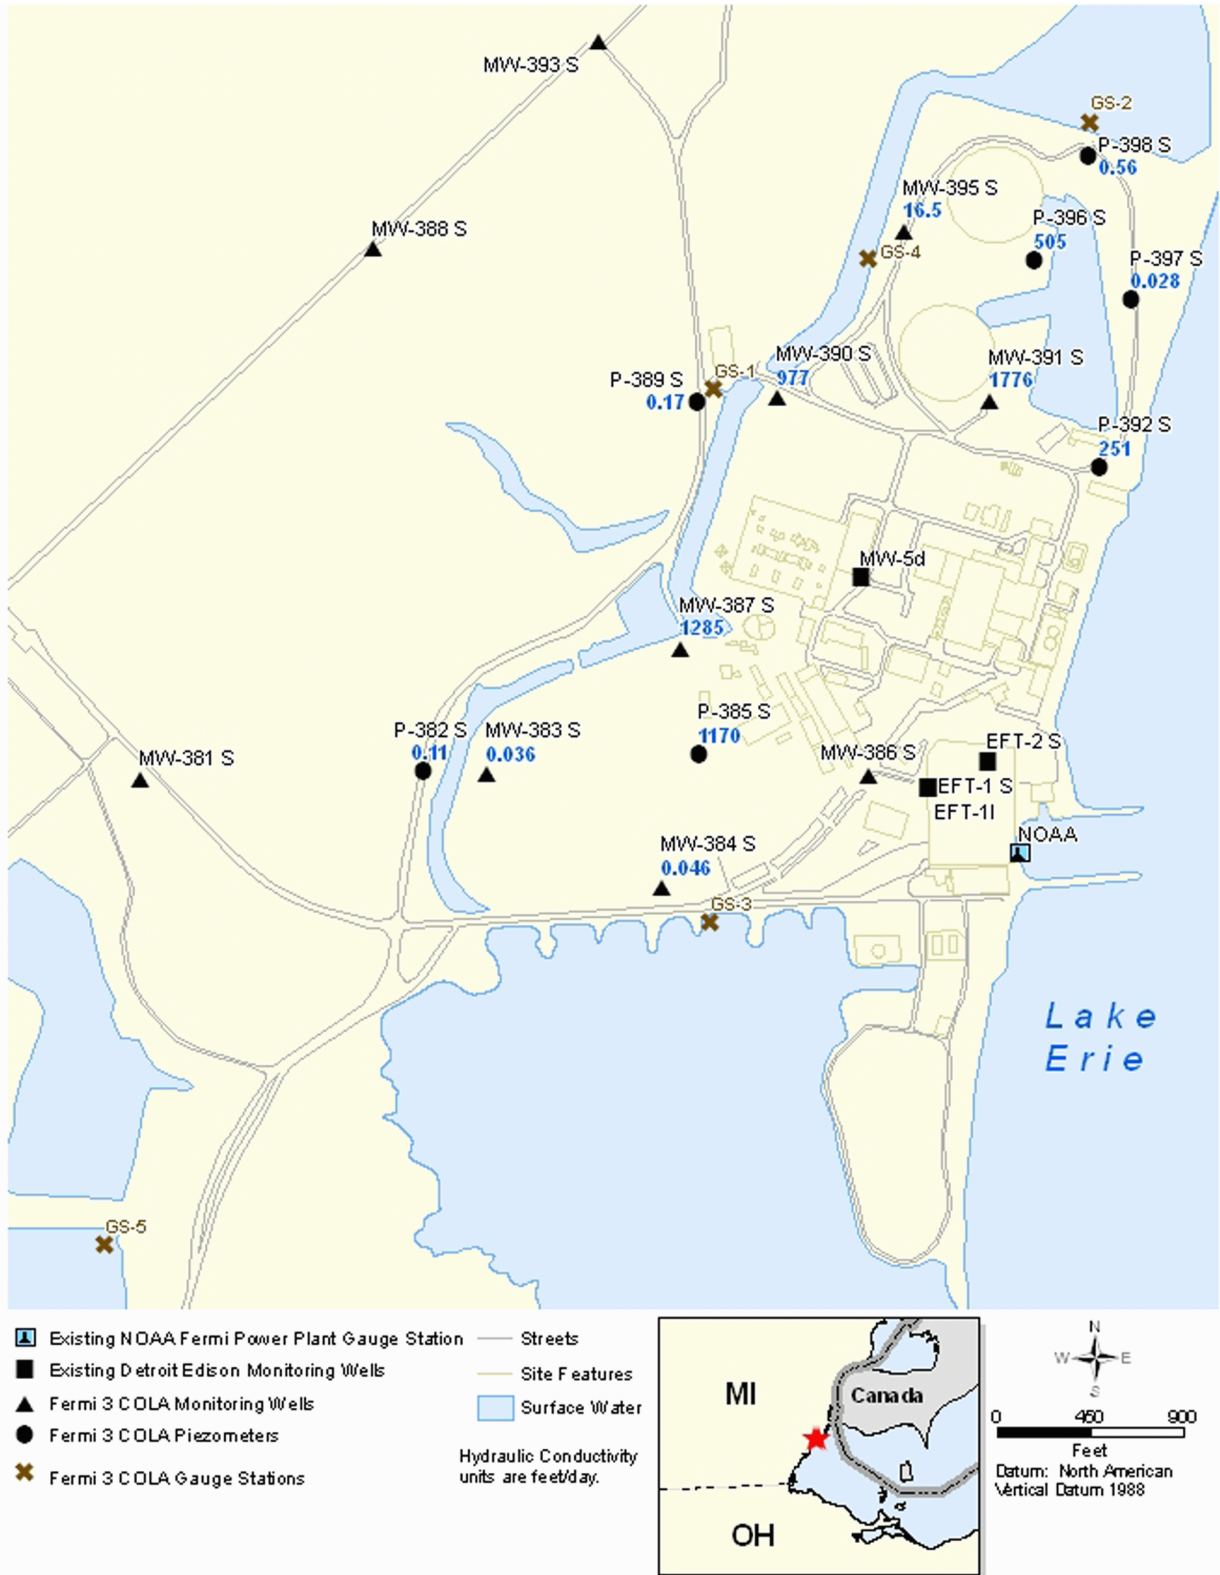 MW-393 S
GS-2
P-398 S
0.56
MW-395 S
16.5
P-396 S
505
MW-388 S
GS-4
P-397 S
0.028
MW-390 S
977
MW-391 S
1776
GS-1
P-389 S
0.17
P-392 S
251
MW-5d
MW-387 S
1285
P-385 S
1170
P-382 S
0.11
MW-383 S
0.036
MW-381 S
MW-386 S
EFT-2 S
EFT-1 S
EFT-1I
NOAA
MW-384 S
0.046
GS-3
Lake
Erie
GS-5
Existing NOAA Fermi Power Plant Gauge Station
Existing Detroit Edison Monitoring Wells
Fermi 3 COLA Monitoring Wells
Fermi 3 COLA Piezometers
Fermi 3 COLA Gauge Stations
Streets
Site Features
Surface Water
Hydraulic Conductivity
units are feet/day.
MI
Canada
OH
N
W E
S
0 450 900
Feet
Datum: North American
Vertical Datum 1988